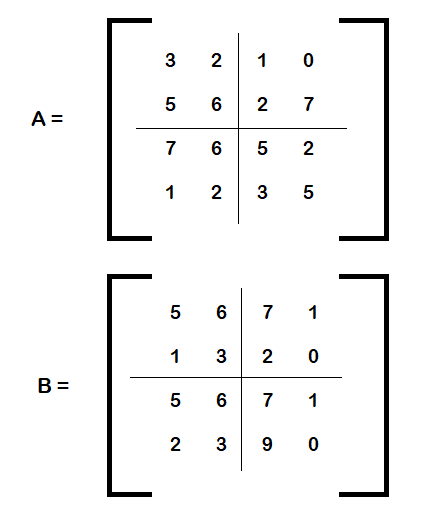 3 2 1 0
5 6 2 7
A =
7 6 5 2
1 2 3 5
5 6 7 1
1 3 2 0
B =
5 6 7 1
2 3 9 0